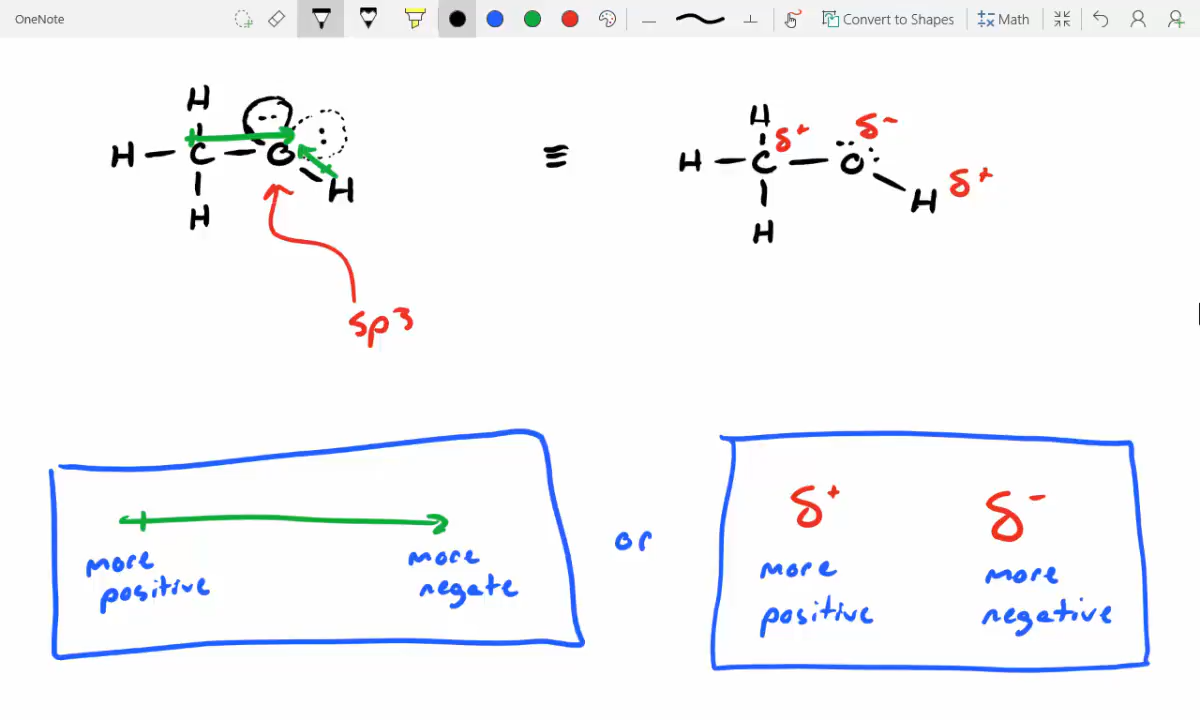 OneNote
Convert to Shapes
Math
H
H
δ+
δ-
H - C - O
≡
H - C - O
H
H
δ+
H
H
sp3
δ+
δ-
or
more
positive
more
negate
more
positive
more
negative